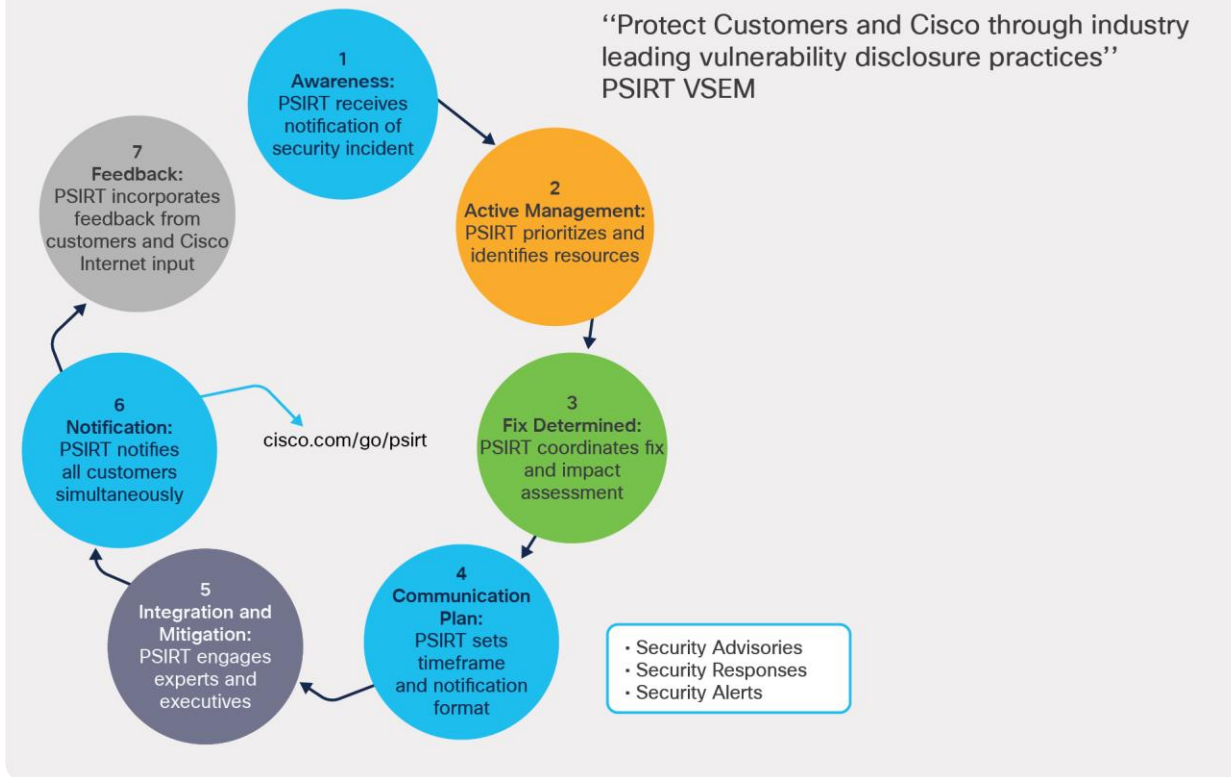 ‘‘Protect Customers and Cisco through industry
leading vulnerability disclosure practices’’
PSIRT VSEM
1
Awareness:
PSIRT receives
notification of
security incident
2
Active Management:
PSIRT prioritizes and
identifies resources
3
Fix Determined:
PSIRT coordinates fix
and impact
assessment
4
Communication
Plan:
PSIRT sets
timeframe
and notification
format
· Security Advisories
· Security Responses
· Security Alerts
5
Integration and
Mitigation:
PSIRT engages
experts and
executives
6
Notification:
PSIRT notifies
all customers
simultaneously
cisco.com/go/psirt
7
Feedback:
PSIRT incorporates
feedback from
customers and Cisco
Internet input